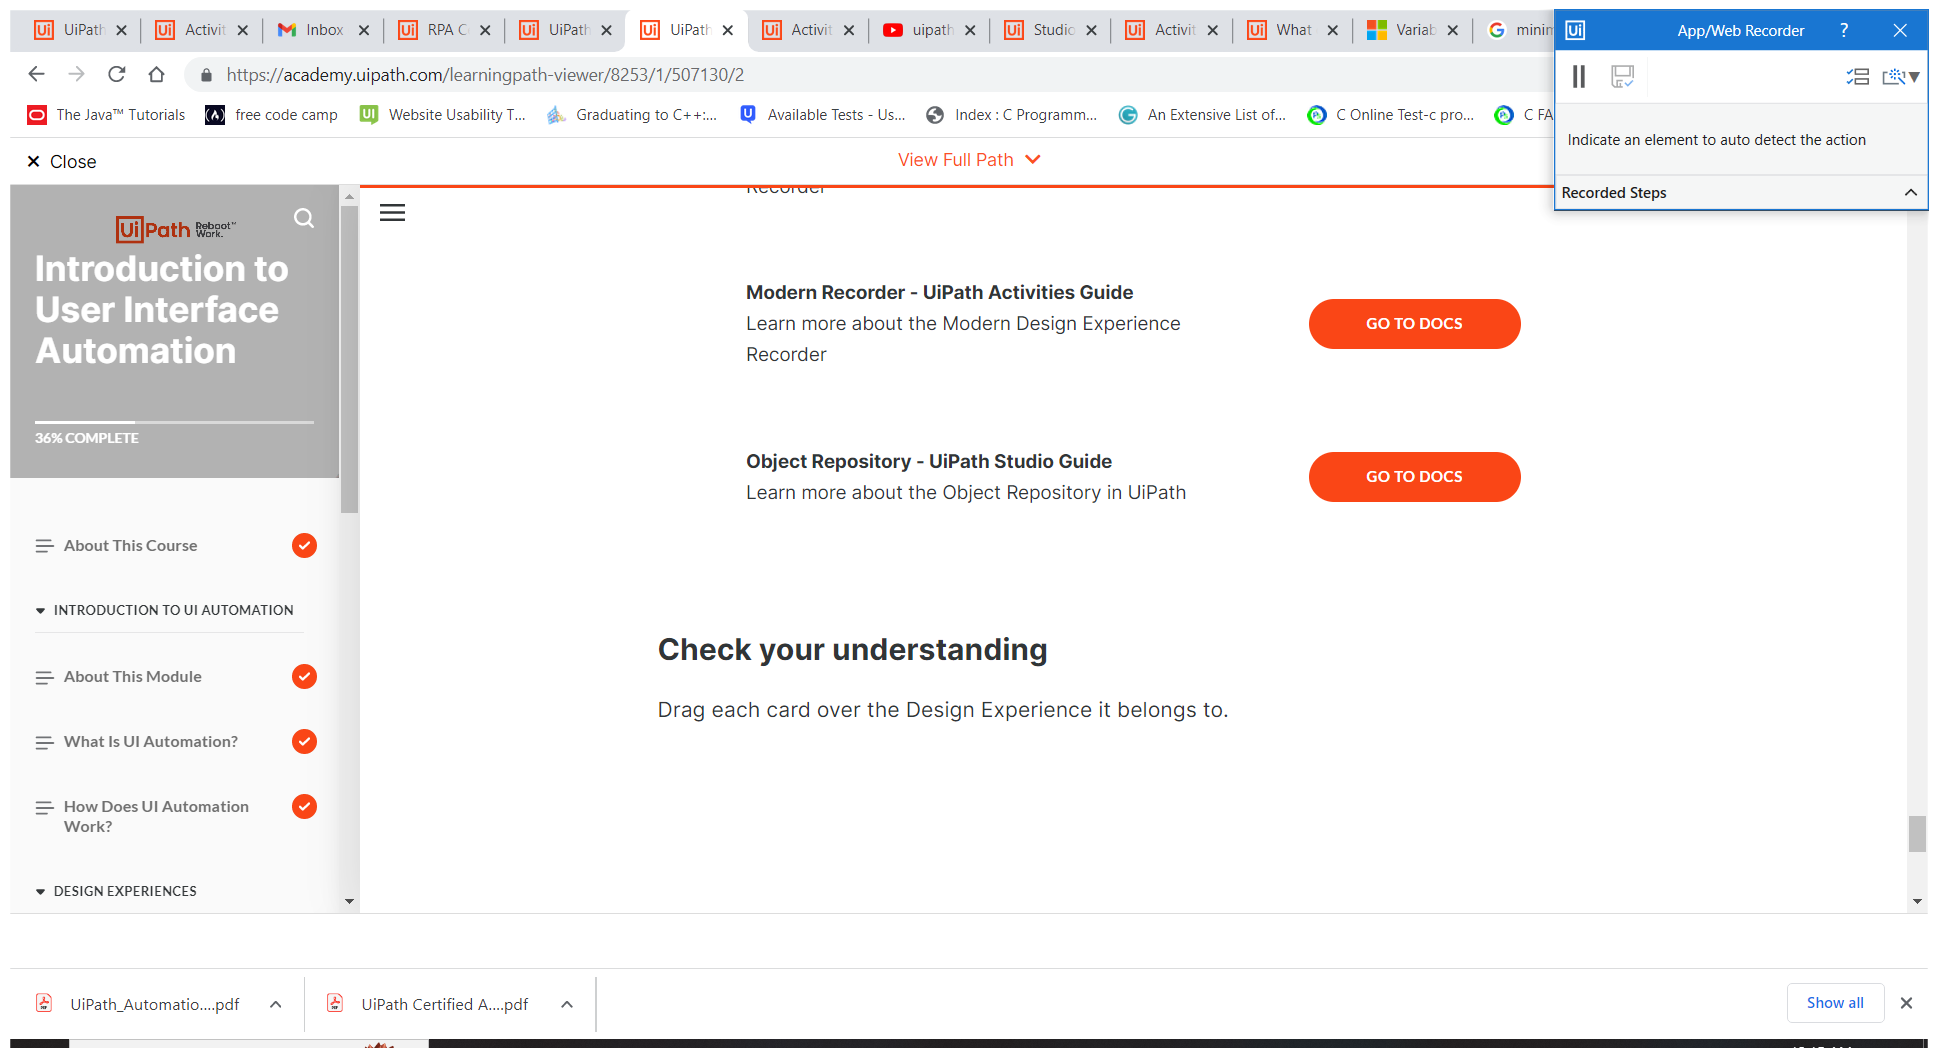 UiPath
Activit
Inbox
RPA C
UiPath
UiPath
Activit
uipath
Studio
Activit
What
Variab
minim
App/Web Recorder
?
https://academy.uipath.com/learningpath-viewer/8253/1/507130/2
The Java™ Tutorials
free code camp
Website Usability T...
Graduating to C++:...
Available Tests - Us...
Index : C Programm...
An Extensive List of...
C Online Test-c pro...
C FA
Indicate an element to auto detect the action
Recorded Steps
Close
View Full Path
Recorder
UiPath Reboot Work.™
Introduction to
User Interface
Automation
36% COMPLETE
About This Course
INTRODUCTION TO UI AUTOMATION
About This Module
What Is UI Automation?
How Does UI Automation
Work?
DESIGN EXPERIENCES
Modern Recorder - UiPath Activities Guide
Learn more about the Modern Design Experience
Recorder
GO TO DOCS
Object Repository - UiPath Studio Guide
Learn more about the Object Repository in UiPath
GO TO DOCS
Check your understanding
Drag each card over the Design Experience it belongs to.
UiPath_Automatio....pdf
UiPath Certified A....pdf
Show all